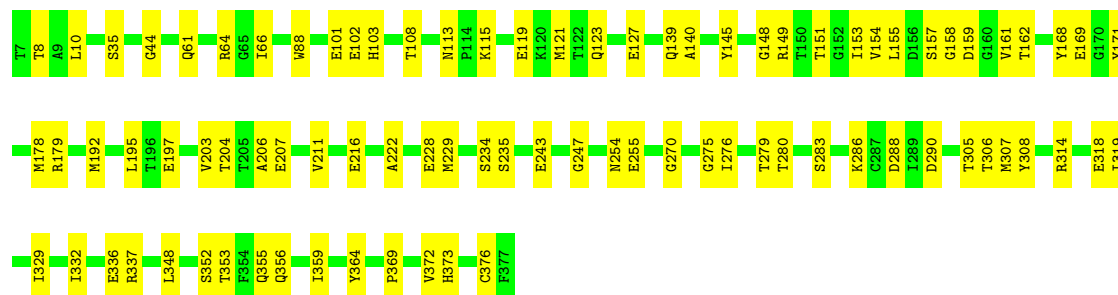 T7 T8 A9 L10 S35 G44 Q61 R64 G65 I66 W88 E101 E102 H103 T108 N113 P114 K115 E119 K120 M121 T122 Q123 E127 Q139 A140 Y145 G148 R149 T150 T151 G152 I153 V154 L155 D156 S157 G158 D159 G160 V161 T162 Y168 E169 G170
M178 R179 M192 L195 T196 E197 V203 T204 T205 A206 E207 V211 E216 A222 E228 M229 S234 S235 E243 G247 N254 E255 G270 G275 I276 T279 T280 S283 K286 C287 D288 I289 D290 T305 T306 M307 Y308 R314 E318
I329 I332 E336 R337 L348 S352 T353 F354 Q355 Q356 I359 Y364 P369 V372 H373 C376 F377